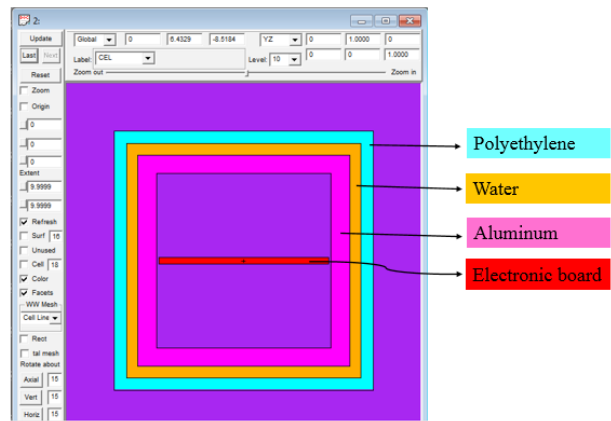 2:
Update
Global 0 6.4329 -8.5184 YZ 0 1.0000 0
Last Next
Label: CEL Level: 10 0 0 1.0000
Reset
Zoom out Zoom in
Zoom
Origin
0
0
0
Extent
9.9999
9.9999
Refresh
Surf 16
Unused
Cell 18
Color
Facets
WW Mesh
Cell Line
Rect
tal mesh
Rotate about
Axial 15
Vert 15
Horiz 15
Polyethylene
Water
Aluminum
Electronic board